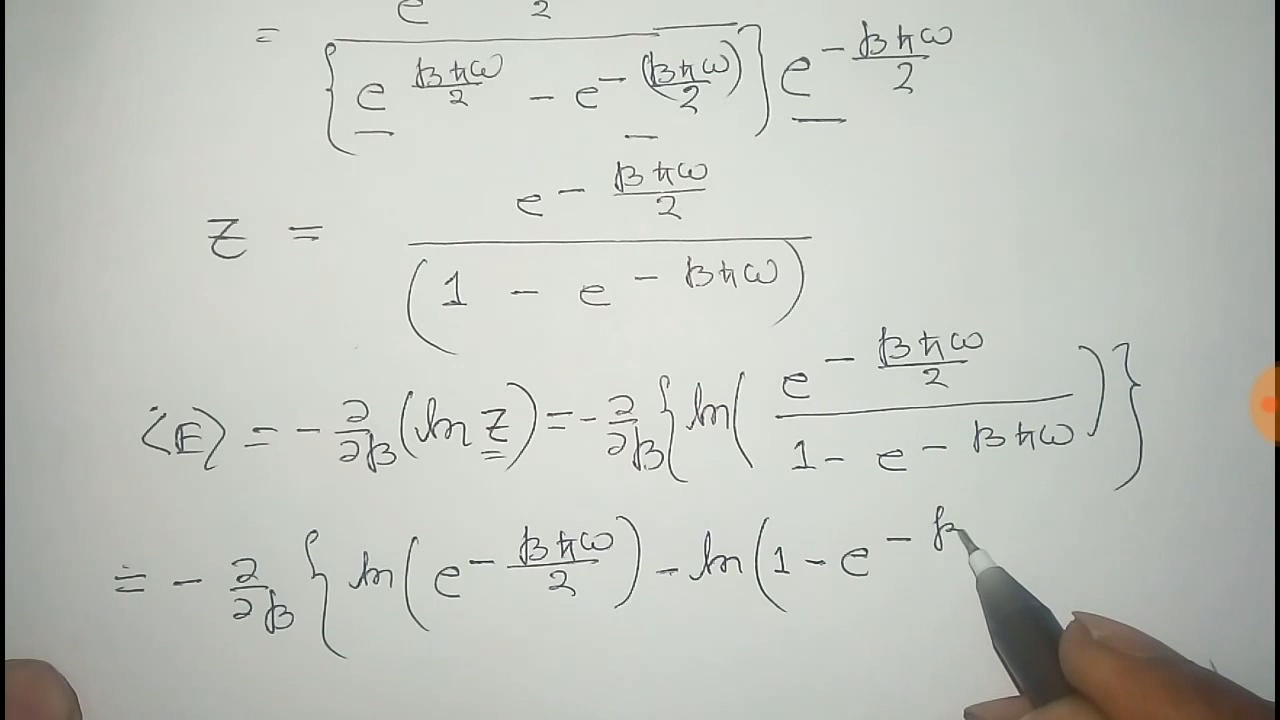 = e 2 / {e^(βħω/2) - e^-(βħω/2)} e^(-βħω/2)
Z = e^(-βħω/2) / (1 - e^(-βħω))
⟨E⟩ = -∂/∂β (ln Z) = -∂/∂β {ln(e^(-βħω/2) / 1 - e^(-βħω))}
= -∂/∂β {ln(e^(-βħω/2)) - ln(1 - e^(-β